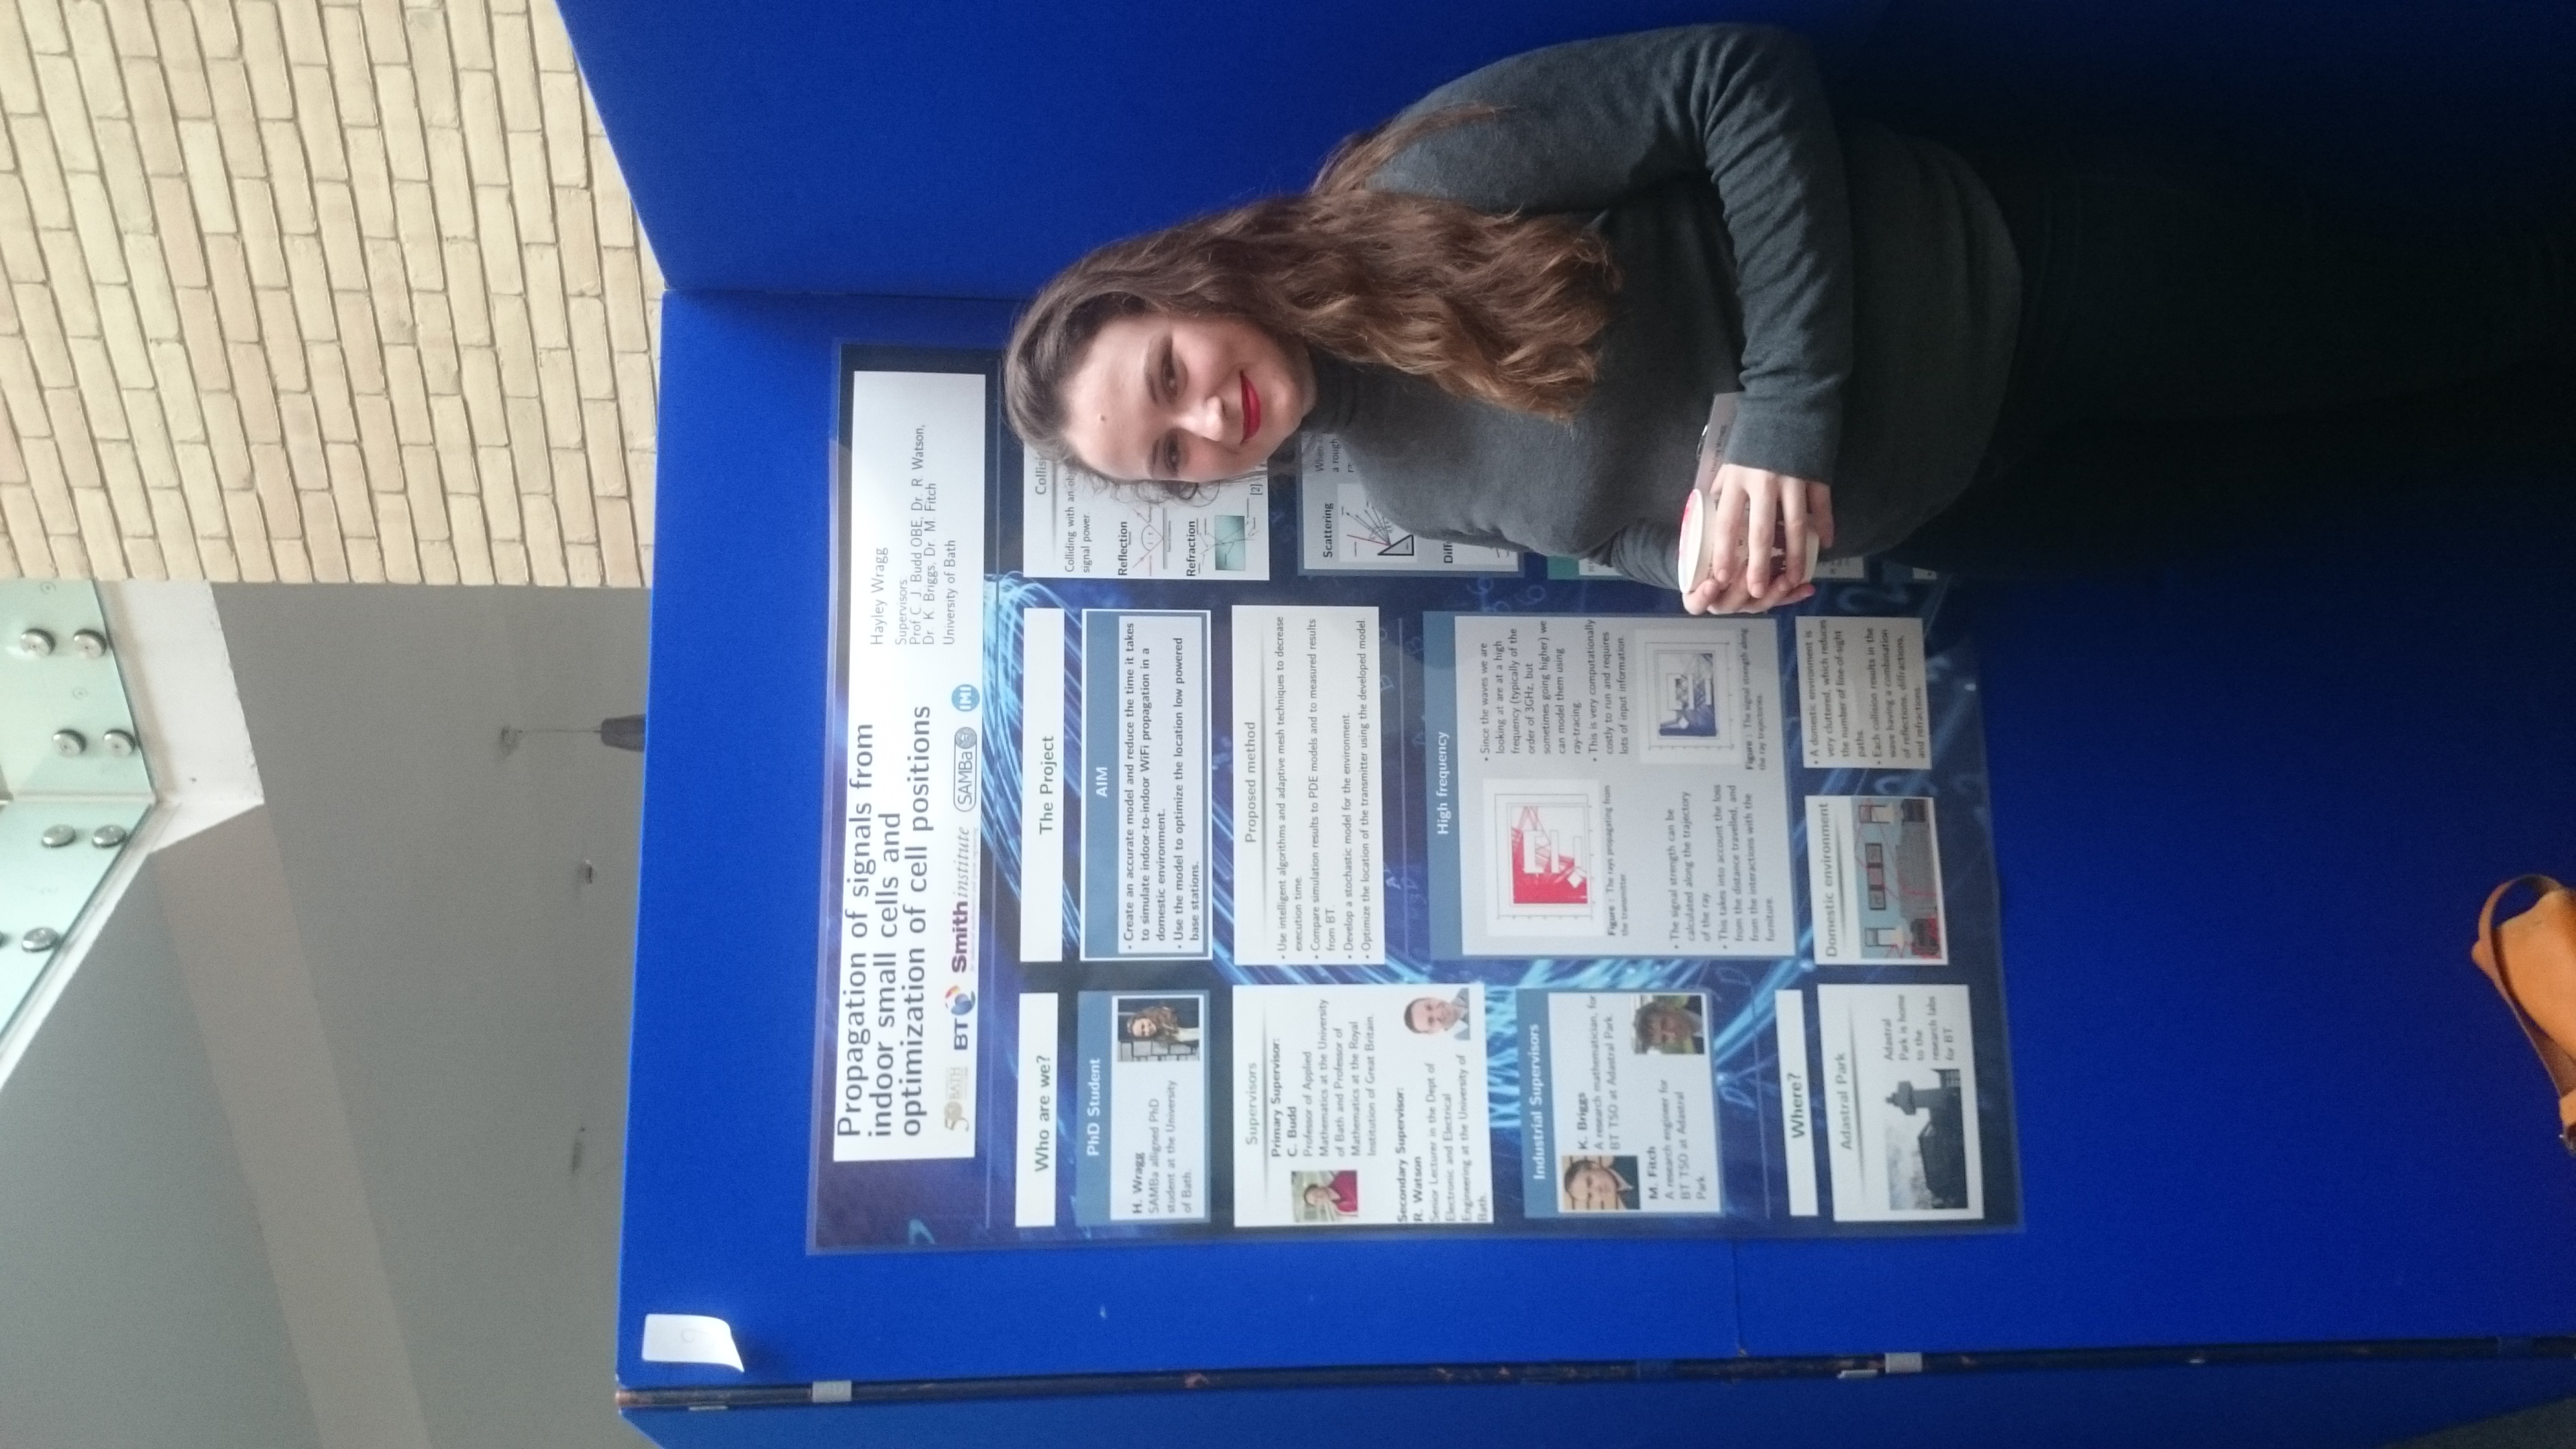 Propagation of signals from
indoor small cells and
optimization of cell positions
Hayley Wragg
Supervisors
Prof C. J. Budd OBE, Dr. R. Watson,
Dr. K. Briggs, Dr. M. Fitch
University of Bath
50 BATH
BT
Smith institute
SAMBa
IMI
Who are we?
PhD Student
H. Wragg
SAMBa alligned PhD
student at the University
of Bath.
Supervisors
Primary Supervisor:
C. Budd
Professor of Applied
Mathematics at the University
of Bath and Professor of
Mathematics at the Royal
Institution of Great Britain.
Secondary Supervisor:
R. Watson
Senior Lecturer in the Dept of
Electronic and Electrical
Engineering at the University of
Bath.
Industrial Supervisors
K. Briggs
A research mathematician, for
BT TSO at Adastral Park.
M. Fitch
A research engineer for
BT TSO at Adastral
Park.
Where?
Adastral Park
Adastral
Park is home
to the
research labs
for BT
The Project
AIM
• Create an accurate model and reduce the time it takes
to simulate indoor-to-indoor WiFi propagation in a
domestic environment.
• Use the model to optimize the location low powered
base stations.
Proposed method
• Use intelligent algorithms and adaptive mesh techniques to decrease
execution time.
• Compare simulation results to PDE models and to measured results
from BT.
• Develop a stochastic model for the environment.
• Optimize the location of the transmitter using the developed model.
High frequency
• Since the waves we are
looking at are at a high
frequency (typically of the
order of 3GHz, but
sometimes going higher) we
can model them using
ray-tracing.
• This is very computationally
costly to run and requires
lots of input information.
Figure : The rays propagating from
the transmitter.
• The signal strength can be
calculated along the trajectory
of the ray.
• This takes into account the loss
from the distance travelled, and
from the interactions with the
furniture.
Figure : The signal strength along
the ray trajectories.
Domestic environment
• A domestic environment is
very cluttered, which reduces
the number of line-of-sight
paths.
• Each collision results in the
wave having a combination
of reflections, diffractions,
and refractions.
Collisi
Colliding with an obj
signal power.
Reflection
Refraction
[2]
Scattering
When
a rough
Diff